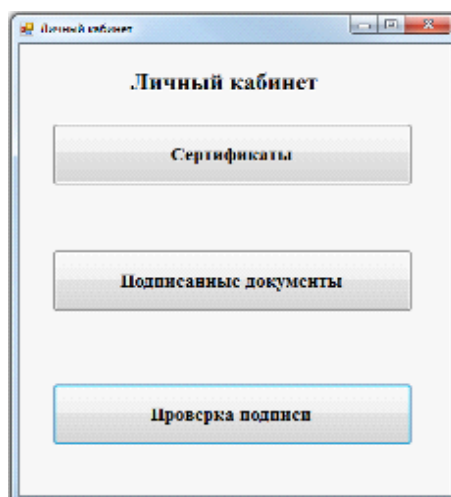 Личный кабинет
Личный кабинет
Сертификаты
Подписанные документы
Проверка подписи